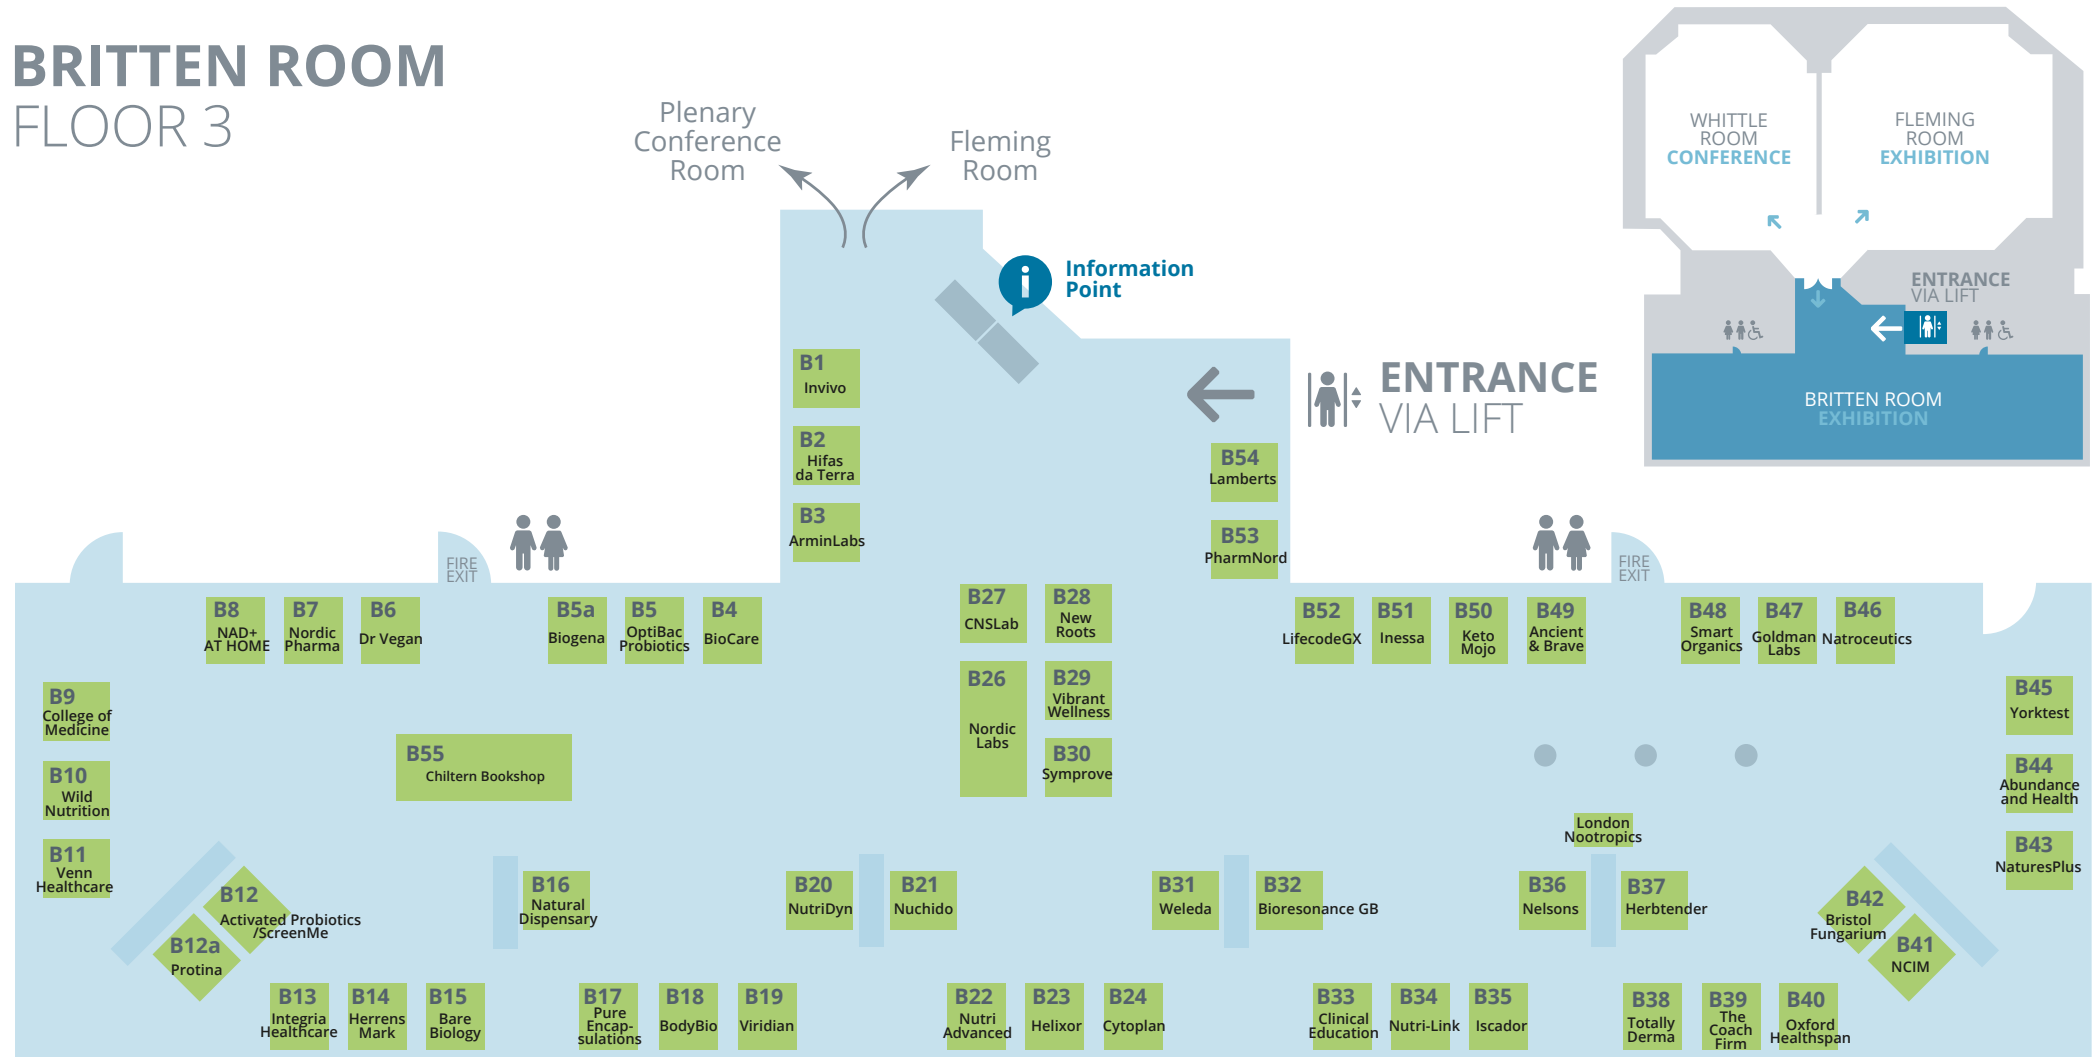 BRITTEN ROOM
FLOOR 3
Plenary
Conference
Room
Fleming
Room
Information
Point
ENTRANCE
VIA LIFT
WHITTLE
ROOM
CONFERENCE
FLEMING
ROOM
EXHIBITION
ENTRANCE
VIA LIFT
BRITTEN ROOM
EXHIBITION
B1
Invivo
B2
Hifas
da Terra
B3
ArminLabs
B54
Lamberts
B53
PharmNord
FIRE
EXIT
FIRE
EXIT
B8
NAD+
AT HOME
B7
Nordic
Pharma
B6
Dr Vegan
B5a
Biogena
B5
OptiBac
Probiotics
B4
BioCare
B27
CNSLab
B28
New
Roots
B52
LifecodeGX
B51
Inessa
B50
Keto
Mojo
B49
Ancient
& Brave
B48
Smart
Organics
B47
Goldman
Labs
B46
Natroceutics
B9
College of
Medicine
B10
Wild
Nutrition
B11
Venn
Healthcare
B55
Chiltern Bookshop
B26
Nordic
Labs
B29
Vibrant
Wellness
B30
Symprove
B45
Yorktest
B44
Abundance
and Health
B43
NaturesPlus
London
Nootropics
B12
Activated Probiotics
/ScreenMe
B12a
Protina
B16
Natural
Dispensary
B20
NutriDyn
B21
Nuchido
B31
Weleda
B32
Bioresonance GB
B36
Nelsons
B37
Herbtender
B42
Bristol
Fungarium
B41
NCIM
B13
Integria
Healthcare
B14
Herrens
Mark
B15
Bare
Biology
B17
Pure
Encap-
sulations
B18
BodyBio
B19
Viridian
B22
Nutri
Advanced
B23
Helixor
B24
Cytoplan
B33
Clinical
Education
B34
Nutri-Link
B35
Iscador
B38
Totally
Derma
B39
The
Coach
Firm
B40
Oxford
Healthspan